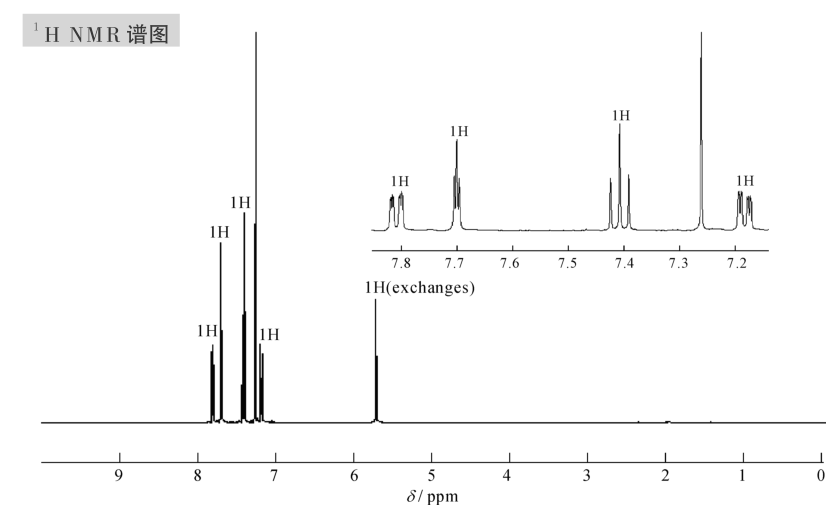 ¹H NMR 谱图
1H
1H
1H
1H
7.8 7.7 7.6 7.5 7.4 7.3 7.2
1H(exchanges)
1H
1H
1H
1H
9 8 7 6 5 4 3 2 1 0
δ/ppm